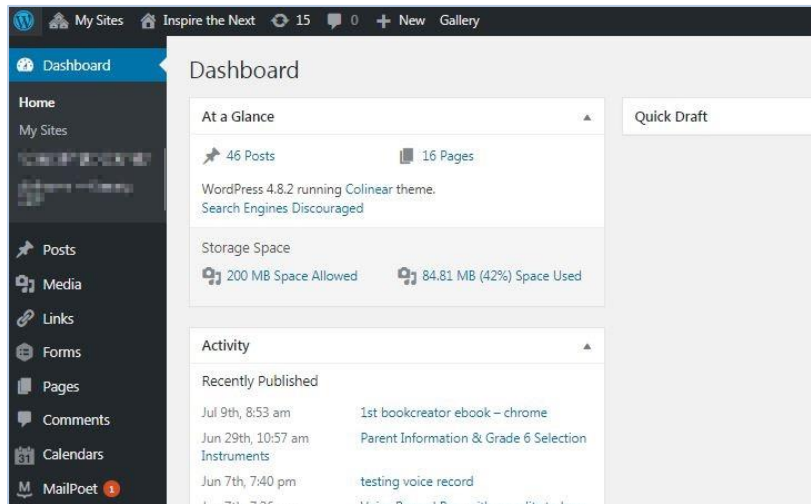 My Sites Inspire the Next 15 0 + New Gallery
Dashboard
Home
My Sites
Posts
Media
Links
Forms
Pages
Comments
31 Calendars
M MailPoet 1
Dashboard
At a Glance
46 Posts 16 Pages
WordPress 4.8.2 running Colinear theme.
Search Engines Discouraged
Storage Space
200 MB Space Allowed 84.81 MB (42%) Space Used
Activity
Recently Published
Jul 9th, 8:53 am 1st bookcreator ebook – chrome
Jun 29th, 10:57 am Parent Information & Grade 6 Selection
Instruments
Jun 7th, 7:40 pm testing voice record
Quick Draft